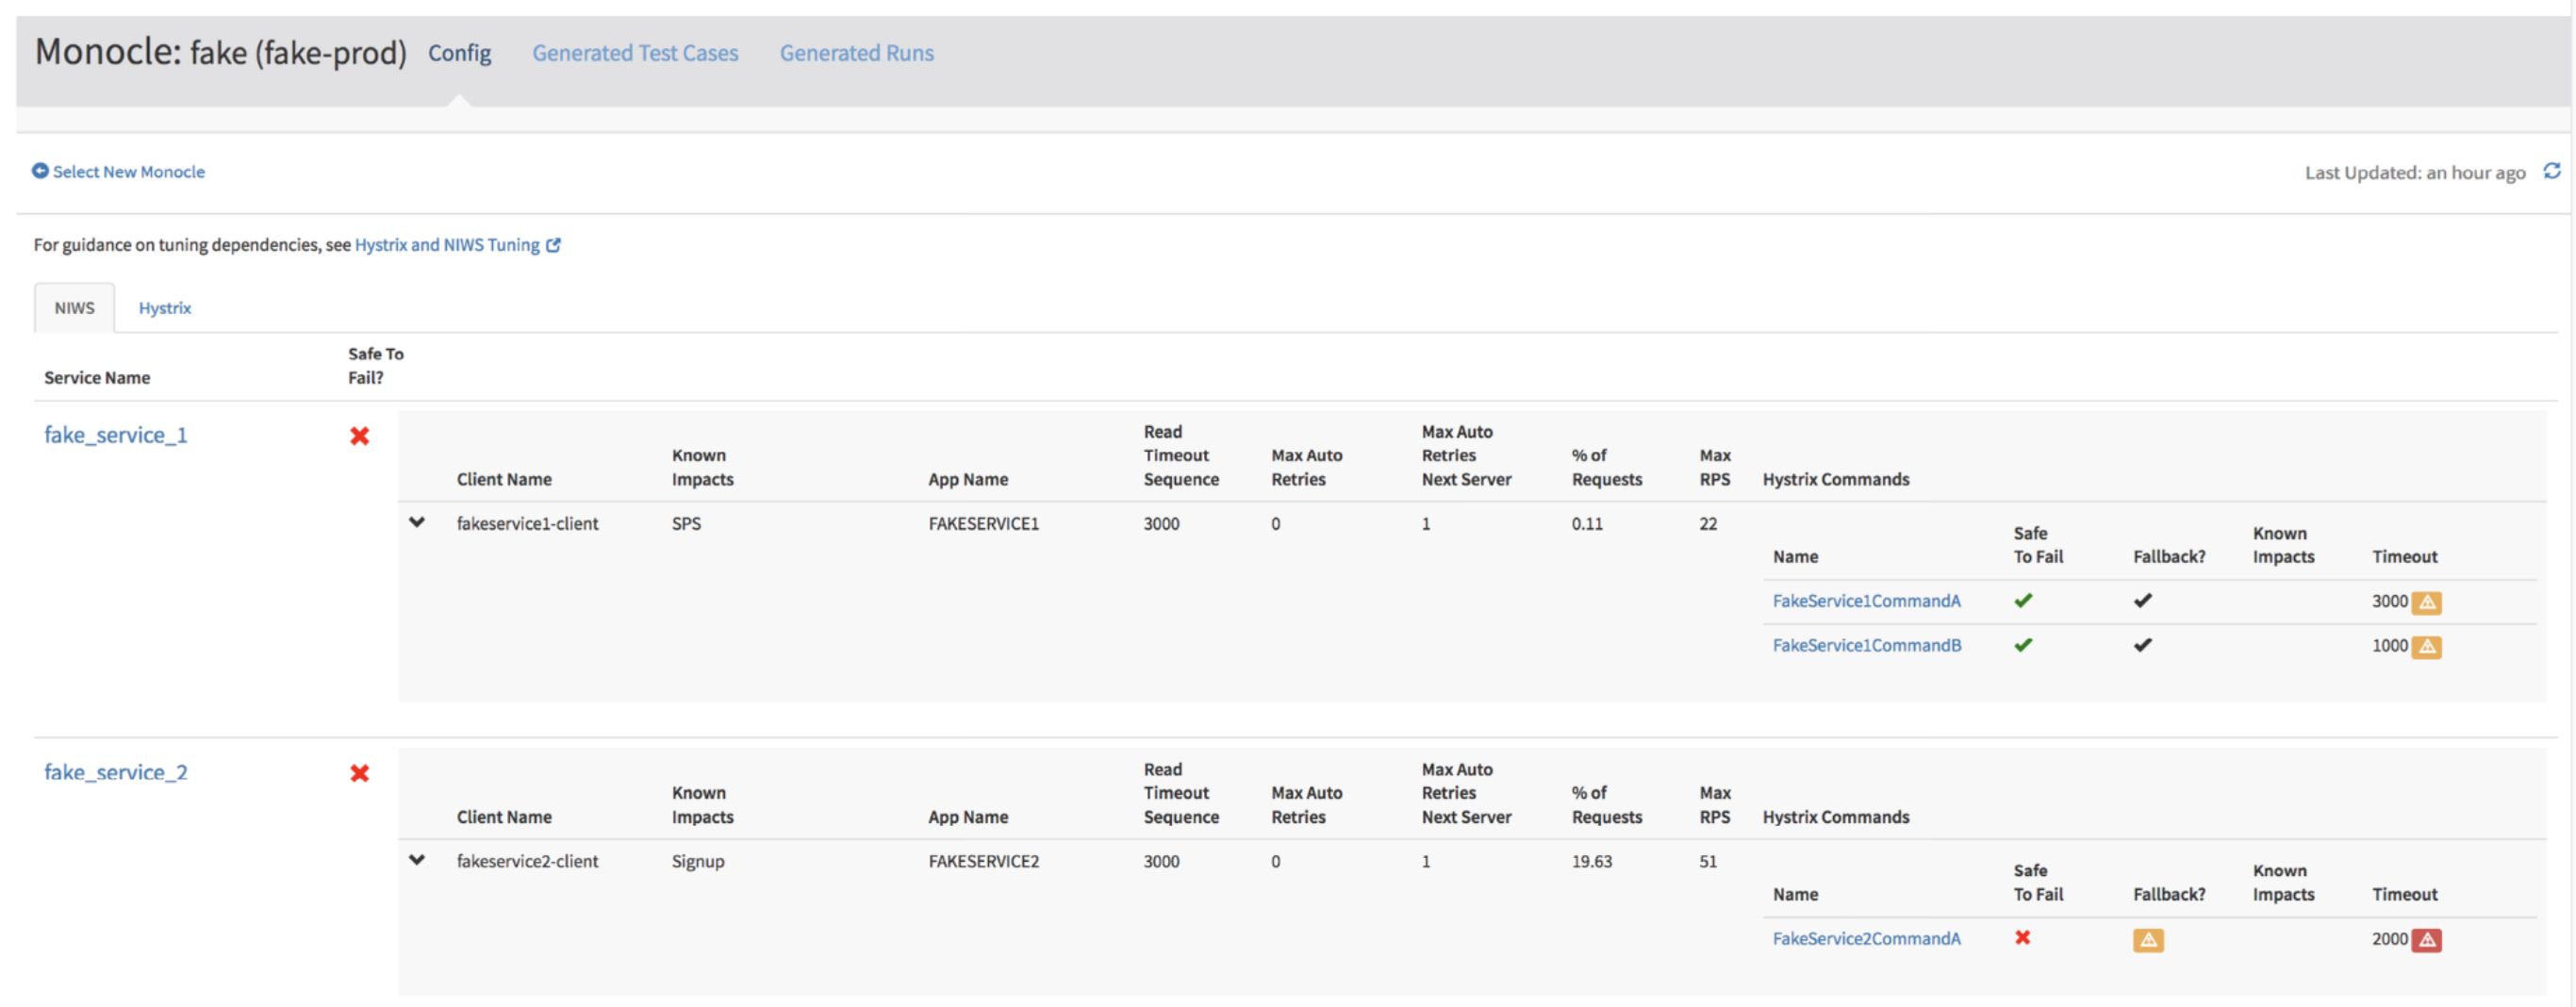 Monocle: fake (fake-prod) Config Generated Test Cases Generated Runs
Select New Monocle Last Updated: an hour ago
For guidance on tuning dependencies, see Hystrix and NIWS Tuning
NIWS Hystrix
Service Name Safe To Fail?
fake_service_1
Client Name Known Impacts App Name Read Timeout Sequence Max Auto Retries Max Auto Retries Next Server % of Requests Max RPS Hystrix Commands
fakeservice1-client SPS FAKESERVICE1 3000 0 1 0.11 22
Name Safe To Fail Fallback? Known Impacts Timeout
FakeService1CommandA 3000
FakeService1CommandB 1000
fake_service_2
Client Name Known Impacts App Name Read Timeout Sequence Max Auto Retries Max Auto Retries Next Server % of Requests Max RPS Hystrix Commands
fakeservice2-client Signup FAKESERVICE2 3000 0 1 19.63 51
Name Safe To Fail Fallback? Known Impacts Timeout
FakeService2CommandA 2000